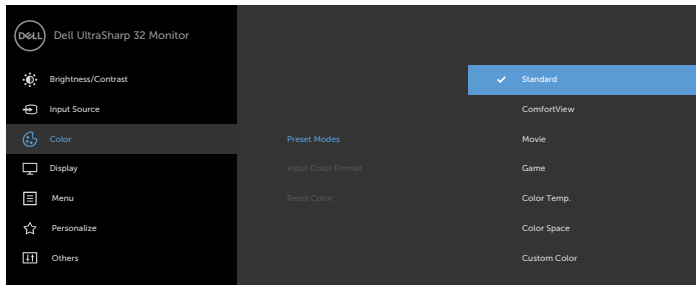 DELL Dell UltraSharp 32 Monitor
Brightness/Contrast
Standard
Input Source
ComfortView
Color
Preset Modes
Movie
Display
Input Color Format
Game
Menu
Reset Color
Color Temp.
Personalize
Color Space
Others
Custom Color